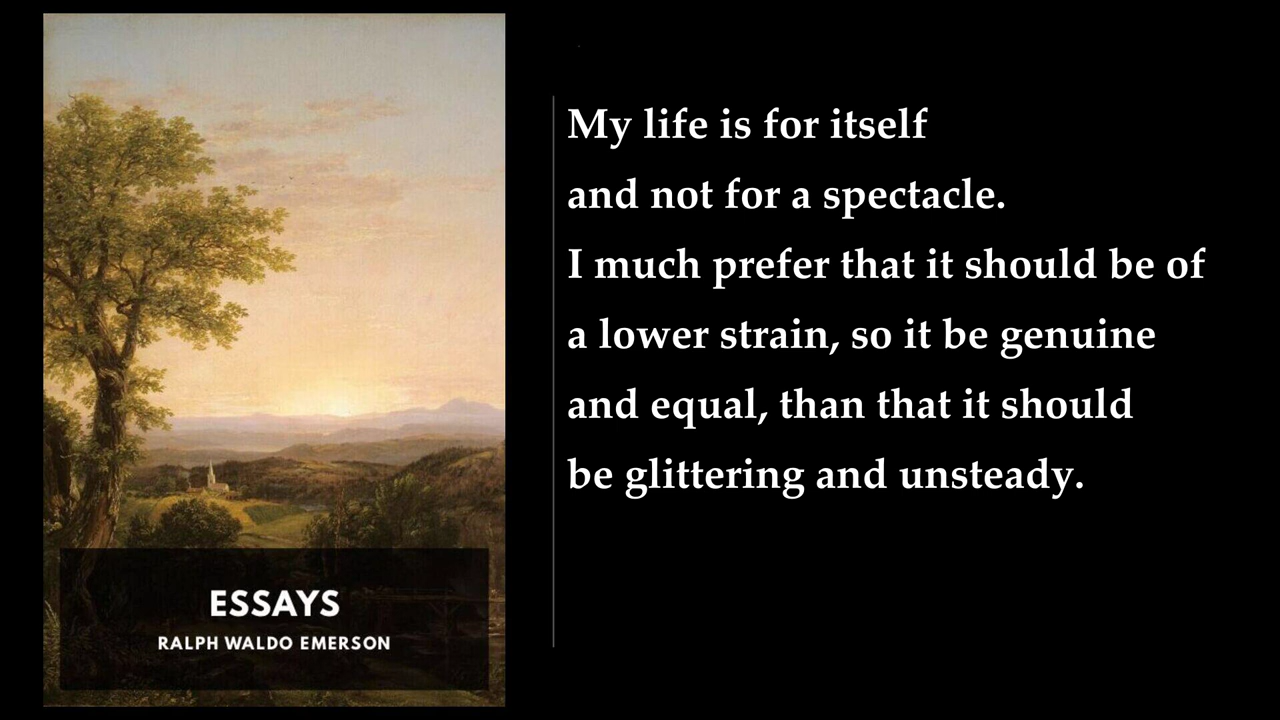 ESSAYS
RALPH WALDO EMERSON
My life is for itself
and not for a spectacle.
I much prefer that it should be of
a lower strain, so it be genuine
and equal, than that it should
be glittering and unsteady.